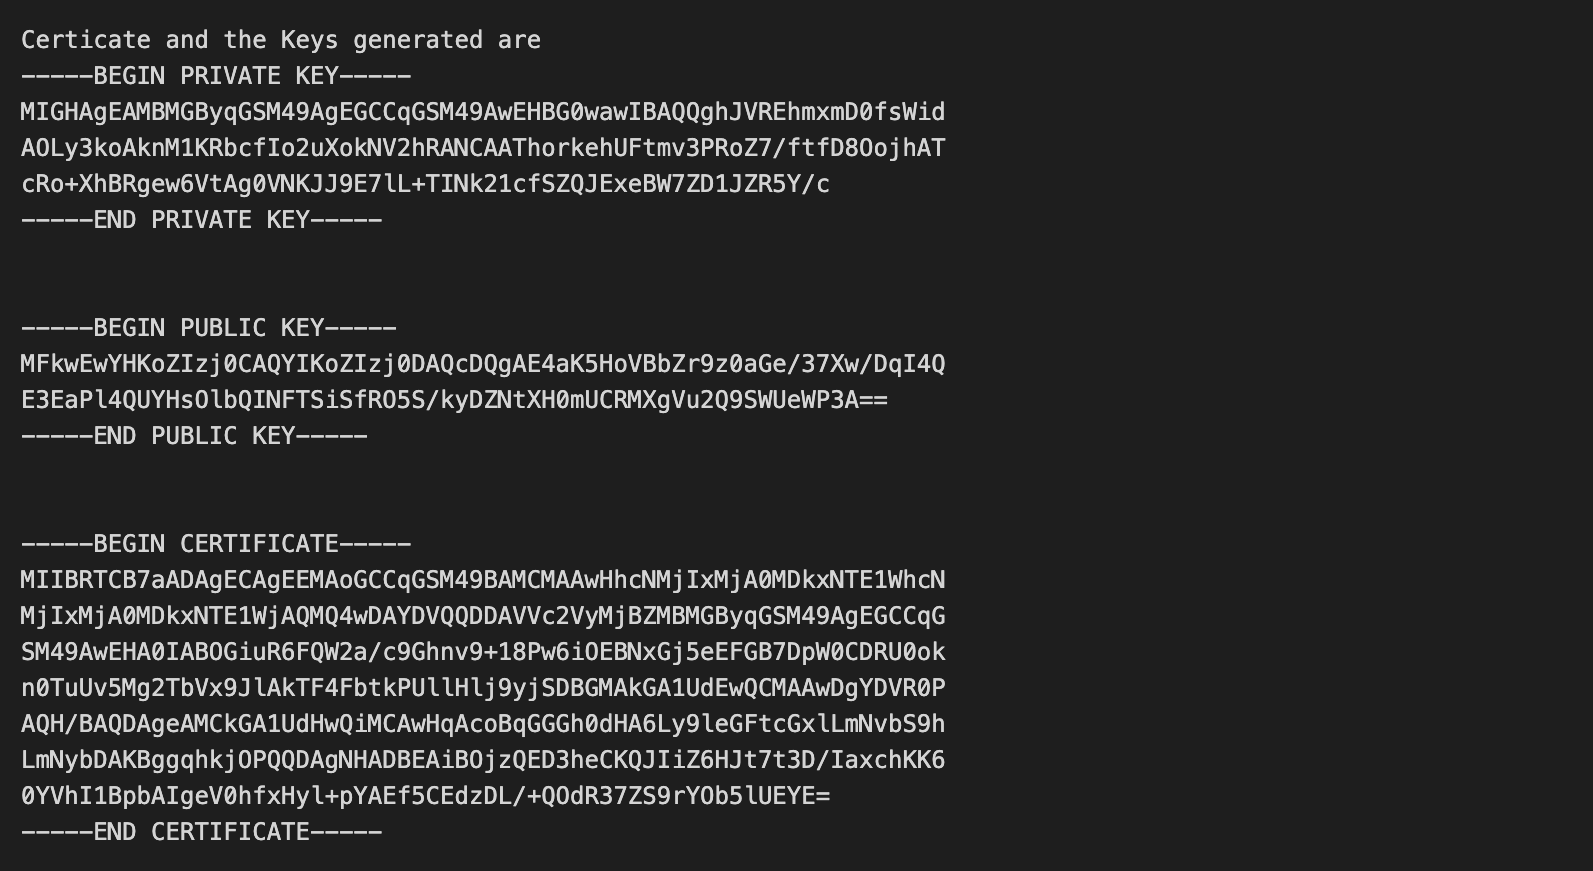 Certicate and the Keys generated are
-----BEGIN PRIVATE KEY-----
MIGHAgEAMBMGByqGSM49AgEGCCqGSM49AwEHBG0wawIBAQQghJVREhmxmD0fsWid
AOLy3koAknM1KRbcfIo2uXokNV2hRANCAAThorkehUFtmv3PRoZ7/ftfD8OojhAT
cRo+XhBRgew6VtAg0VNKJJ9E7lL+TINk21cfSZQJExeBW7ZD1JZR5Y/c
-----END PRIVATE KEY-----
-----BEGIN PUBLIC KEY-----
MFkwEwYHKoZIzj0CAQYIKoZIzj0DAQcDQgAE4aK5HoVBbZr9z0aGe/37Xw/DqI4Q
E3EaPl4QUYHsOlbQINFTSiSfRO5S/kyDZNtXH0mUCRMXgVu2Q9SWUeWP3A==
-----END PUBLIC KEY-----
-----BEGIN CERTIFICATE-----
MIIBRTCB7aADAgECAgEEMAoGCCqGSM49BAMCMAAwHhcNMjIxMjA0MDkxNTE1WhcN
MjIxMjA0MDkxNTE1WjAQMQ4wDAYDVQQDDAVVc2VyMjBZMBMGByqGSM49AgEGCCqG
SM49AwEHA0IABOGiuR6FQW2a/c9Ghnv9+18Pw6iOEBNxGj5eEFGB7DpW0CDRU0ok
n0TuUv5Mg2TbVx9JlAkTF4FbtkPUllHlj9yjSDBGMAkGA1UdEwQCMAAwDgYDVR0P
AQH/BAQDAgeAMCkGA1UdHwQiMCAwHqAcoBqGGGh0dHA6Ly9leGFtcGxlLmNvbS9h
LmNybDAKBggqhkjOPQQDAgNHADBEAiBOjzQED3heCKQJIiZ6HJt7t3D/IaxchKK6
0YVhI1BpbAIgeV0hfxHyl+pYAEf5CEdzDL/+QOdR37ZS9rYOb5lUEYE=
-----END CERTIFICATE-----